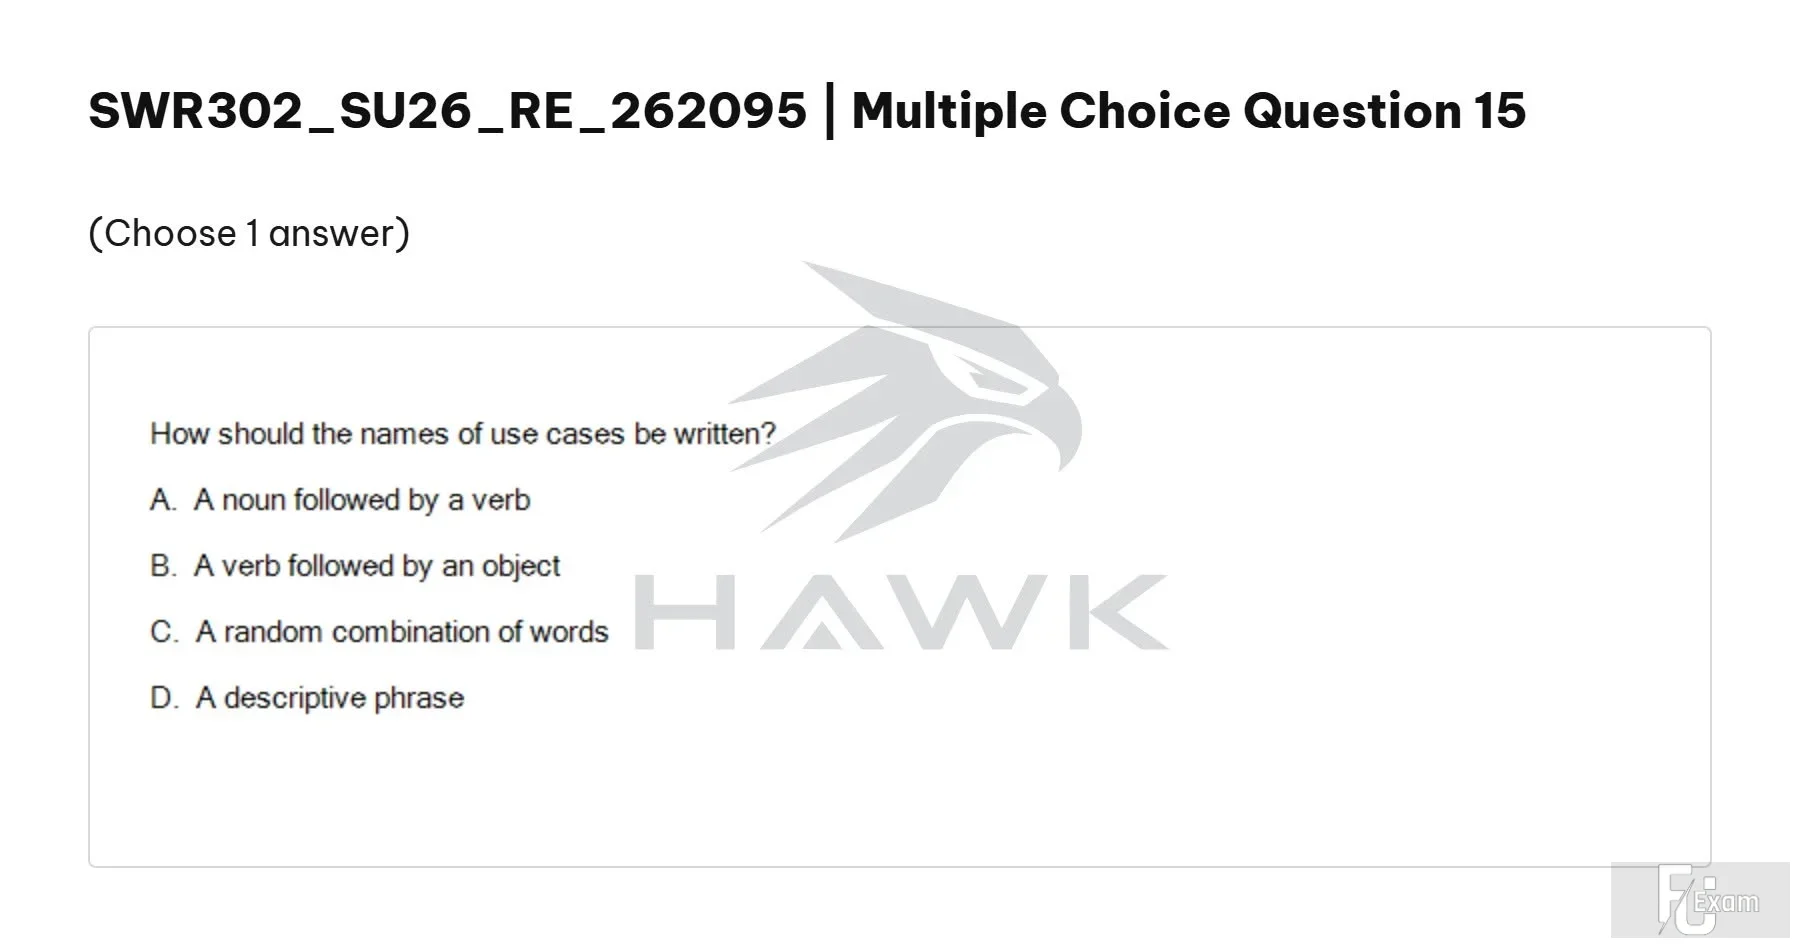 SWR302_SU26_RE_262095 | Multiple Choice Question 15
(Choose 1 answer)
How should the names of use cases be written?
A. A noun followed by a verb
B. A verb followed by an object
C. A random combination of words
D. A descriptive phrase
HAWK
FU Exam